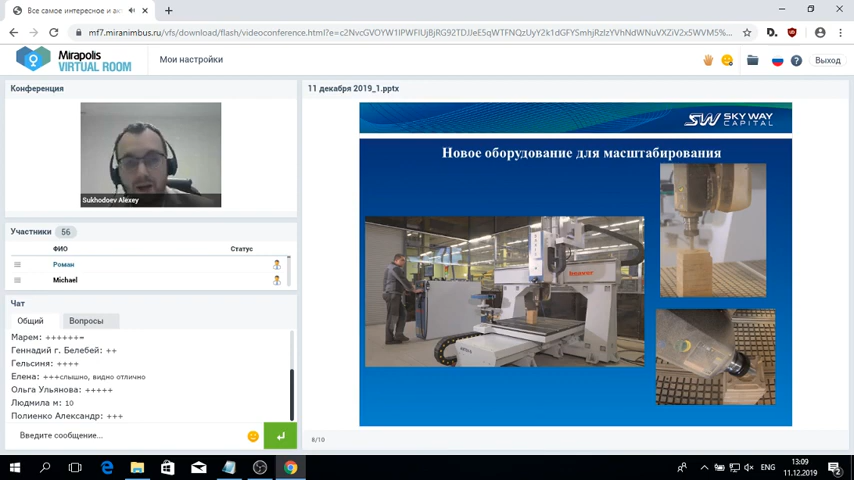 Все самое интересное и акт
mf7.miranimbus.ru/vfs/download/flash/videoconference.html?e=
Mirapolis
VIRTUAL ROOM
Мои настройки
Выход
Конференция
11 декабря 2019_1.pptx
SKY WAY
CAPITAL
Новое оборудование для масштабирования
Sukhodoev Alexey
Участники 56
ФИО Статус
Роман
Michael
Чат
Общий Вопросы
Марем: ++++++=
Геннадий г. Белебей: ++
Гельсиня: ++++
Елена: +++слышно, видно отлично
Ольга Ульянова: +++++
Людмила м: 10
Полиенко Александр: +++
Введите сообщение...
8/10
ENG
13:09
11.12.2019
2